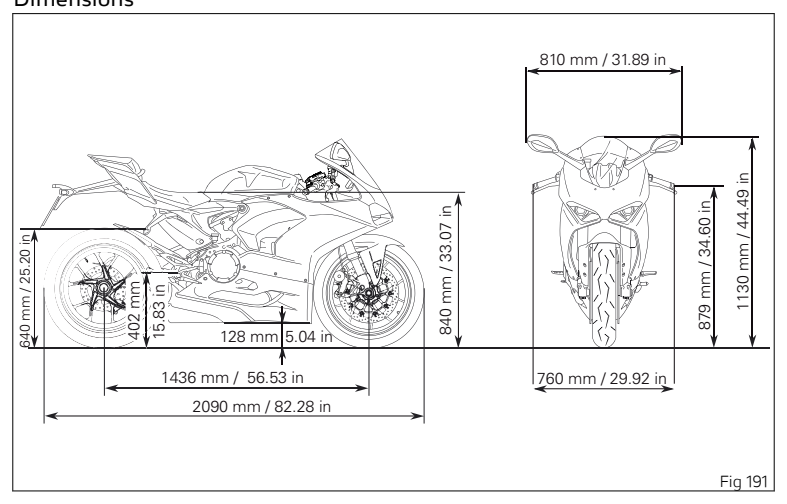 Dimensions
810 mm / 31.89 in
640 mm / 25.20 in
402 mm
15.83 in
128 mm 5.04 in
840 mm / 33.07 in
879 mm / 34.60 in
1130 mm / 44.49 in
1436 mm / 56.53 in
760 mm / 29.92 in
2090 mm / 82.28 in
Fig 191